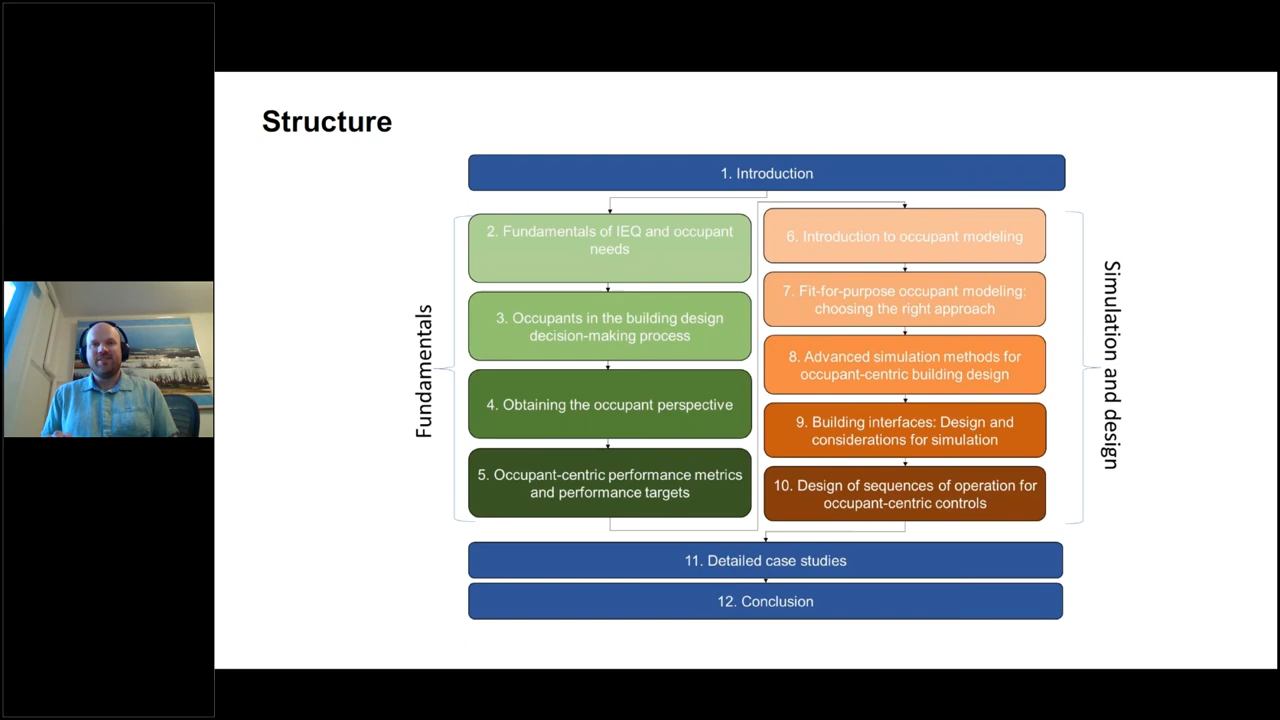 Structure
1. Introduction
Fundamentals
2. Fundamentals of IEQ and occupant
needs
3. Occupants in the building design
decision-making process
4. Obtaining the occupant perspective
5. Occupant-centric performance metrics
and performance targets
6. Introduction to occupant modeling
7. Fit-for-purpose occupant modeling:
choosing the right approach
8. Advanced simulation methods for
occupant-centric building design
9. Building interfaces: Design and
considerations for simulation
10. Design of sequences of operation for
occupant-centric controls
Simulation and design
11. Detailed case studies
12. Conclusion